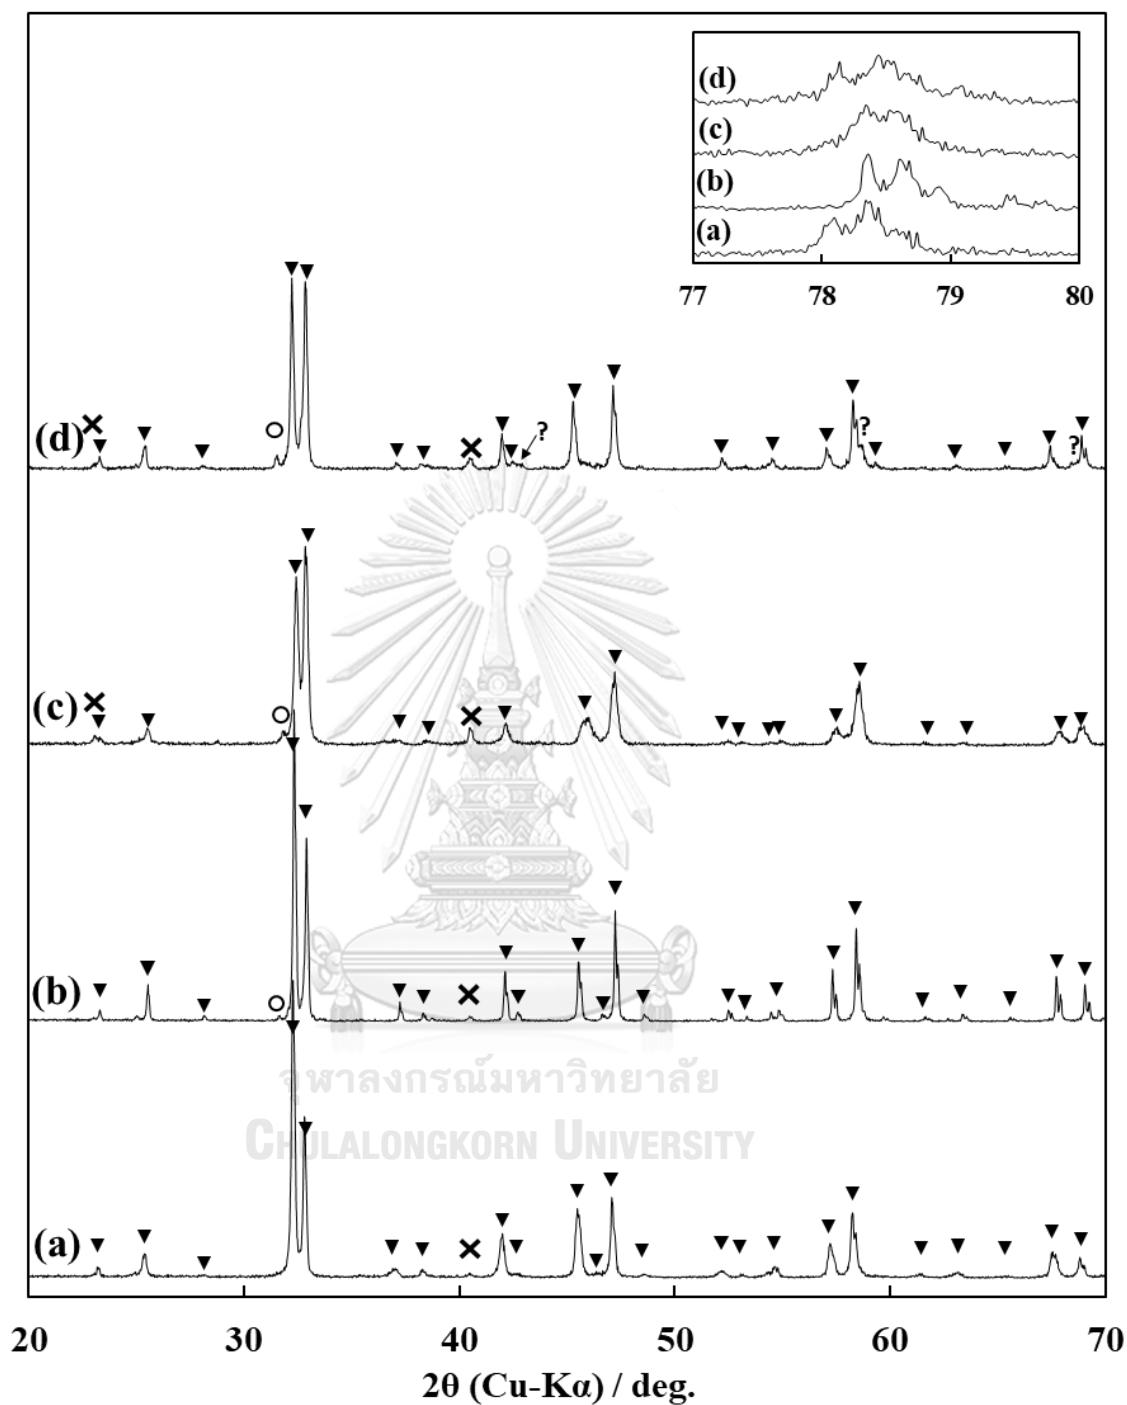 (d)
(c)
(b)
(a)
77 78 79 80
(d)
?
?
?
(c)
(b)
จุฬาลงกรณ์มหาวิทยาลัย
CHULALONGKORN UNIVERSITY
(a)
20 30 40 50 60 70
2θ (Cu-Kα) / deg.